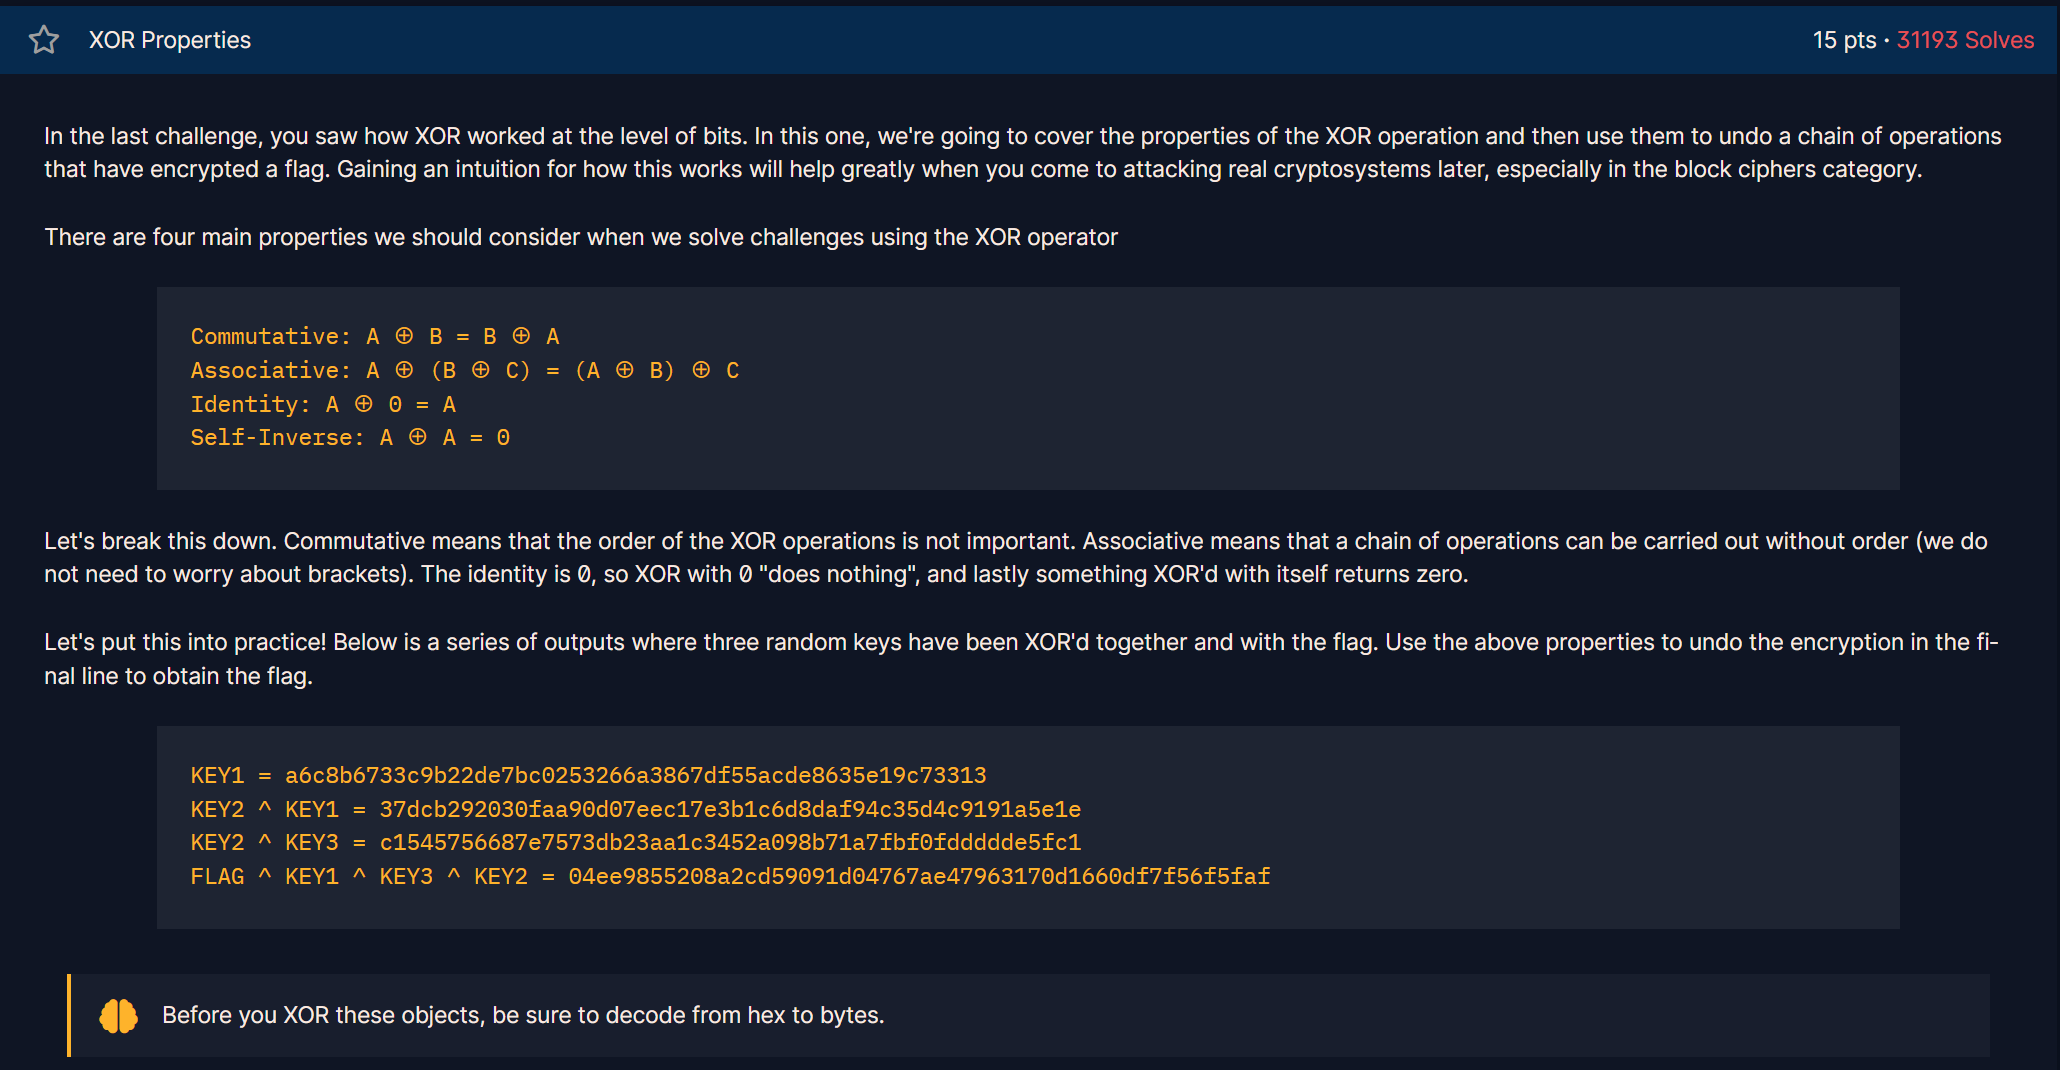 XOR Properties
15 pts · 31193 Solves
In the last challenge, you saw how XOR worked at the level of bits. In this one, we're going to cover the properties of the XOR operation and then use them to undo a chain of operations
that have encrypted a flag. Gaining an intuition for how this works will help greatly when you come to attacking real cryptosystems later, especially in the block ciphers category.
There are four main properties we should consider when we solve challenges using the XOR operator
Commutative: A ⊕ B = B ⊕ A
Associative: A ⊕ (B ⊕ C) = (A ⊕ B) ⊕ C
Identity: A ⊕ 0 = A
Self-Inverse: A ⊕ A = 0
Let's break this down. Commutative means that the order of the XOR operations is not important. Associative means that a chain of operations can be carried out without order (we do
not need to worry about brackets). The identity is 0, so XOR with 0 "does nothing", and lastly something XOR'd with itself returns zero.
Let's put this into practice! Below is a series of outputs where three random keys have been XOR'd together and with the flag. Use the above properties to undo the encryption in the fi-
nal line to obtain the flag.
KEY1 = a6c8b6733c9b22de7bc0253266a3867df55acde8635e19c73313
KEY2 ^ KEY1 = 37dcb292030faa90d07eec17e3b1c6d8daf94c35d4c9191a5e1e
KEY2 ^ KEY3 = c1545756687e7573db23aa1c3452a098b71a7fbf0fddddde5fc1
FLAG ^ KEY1 ^ KEY3 ^ KEY2 = 04ee9855208a2cd59091d04767ae47963170d1660df7f56f5faf
Before you XOR these objects, be sure to decode from hex to bytes.